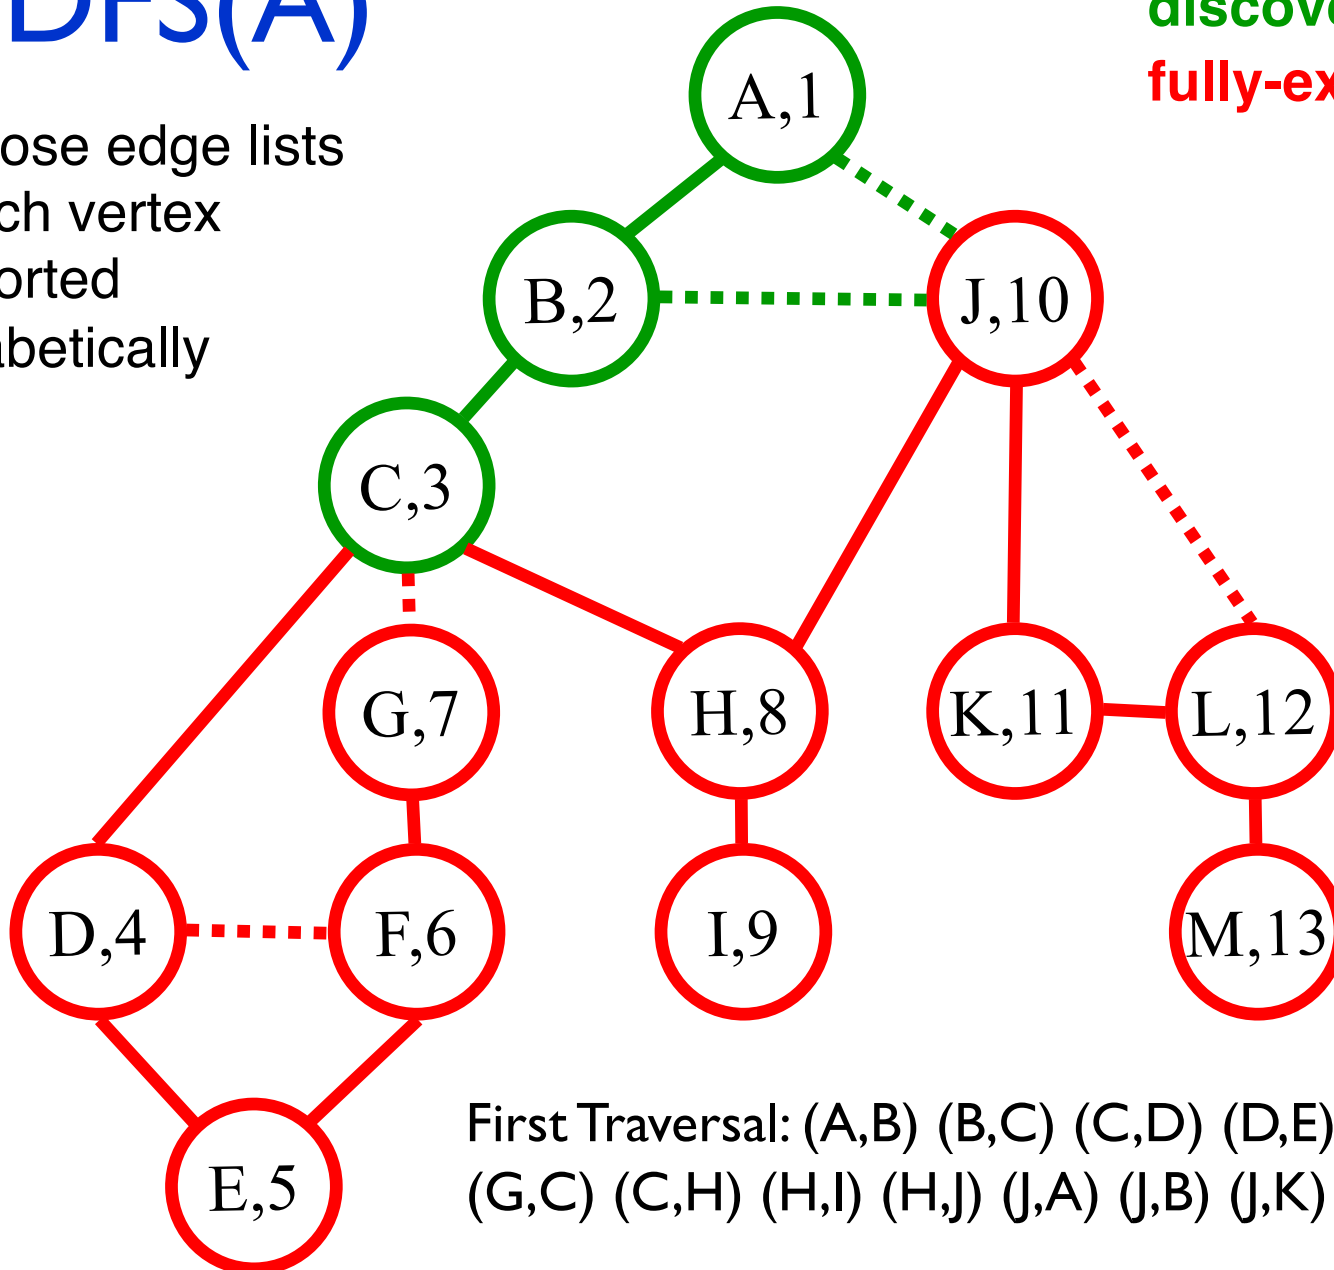 DFS(A)
discov
fully-ex
ose edge lists
ch vertex
orted
abetically
A,1
B,2
J,10
C,3
G,7
H,8
K,11
L,12
D,4
F,6
I,9
M,13
E,5
First Traversal: (A,B) (B,C) (C,D) (D,E)
(G,C) (C,H) (H,I) (H,J) (J,A) (J,B) (J,K)